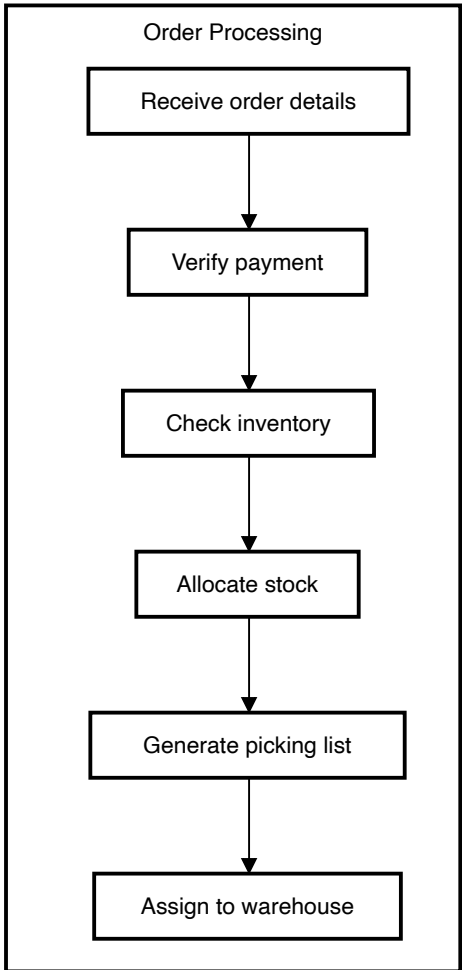 Order Processing
Receive order details
Verify payment
Check inventory
Allocate stock
Generate picking list
Assign to warehouse